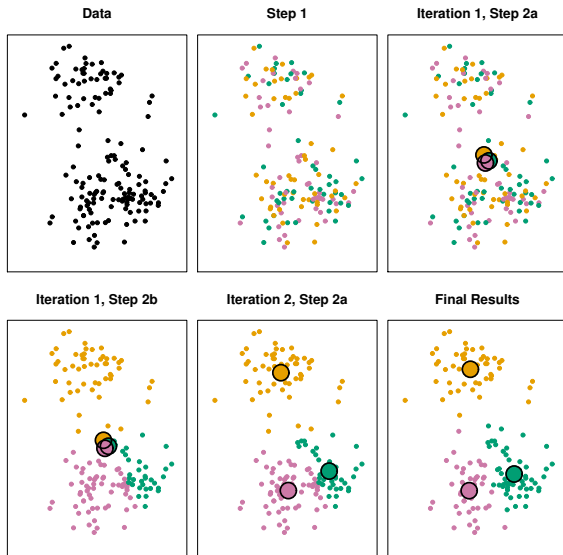 Data
Step 1
Iteration 1, Step 2a
Iteration 1, Step 2b
Iteration 2, Step 2a
Final Results